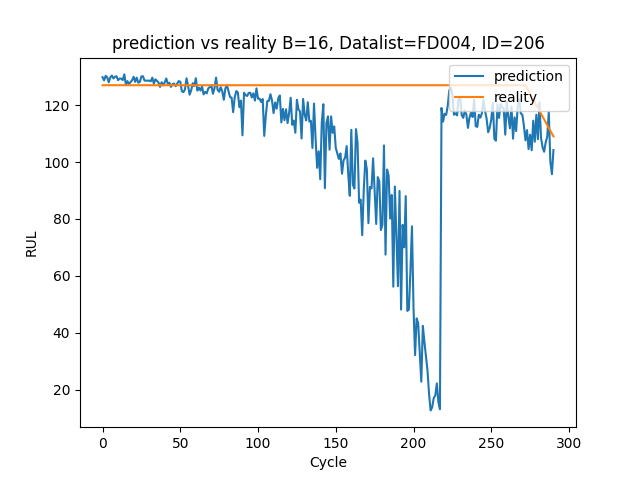 prediction vs reality B=16, Datalist=FD004, ID=206
prediction
reality
RUL
120
100
80
60
40
20
0 50 100 150 200 250 300
Cycle